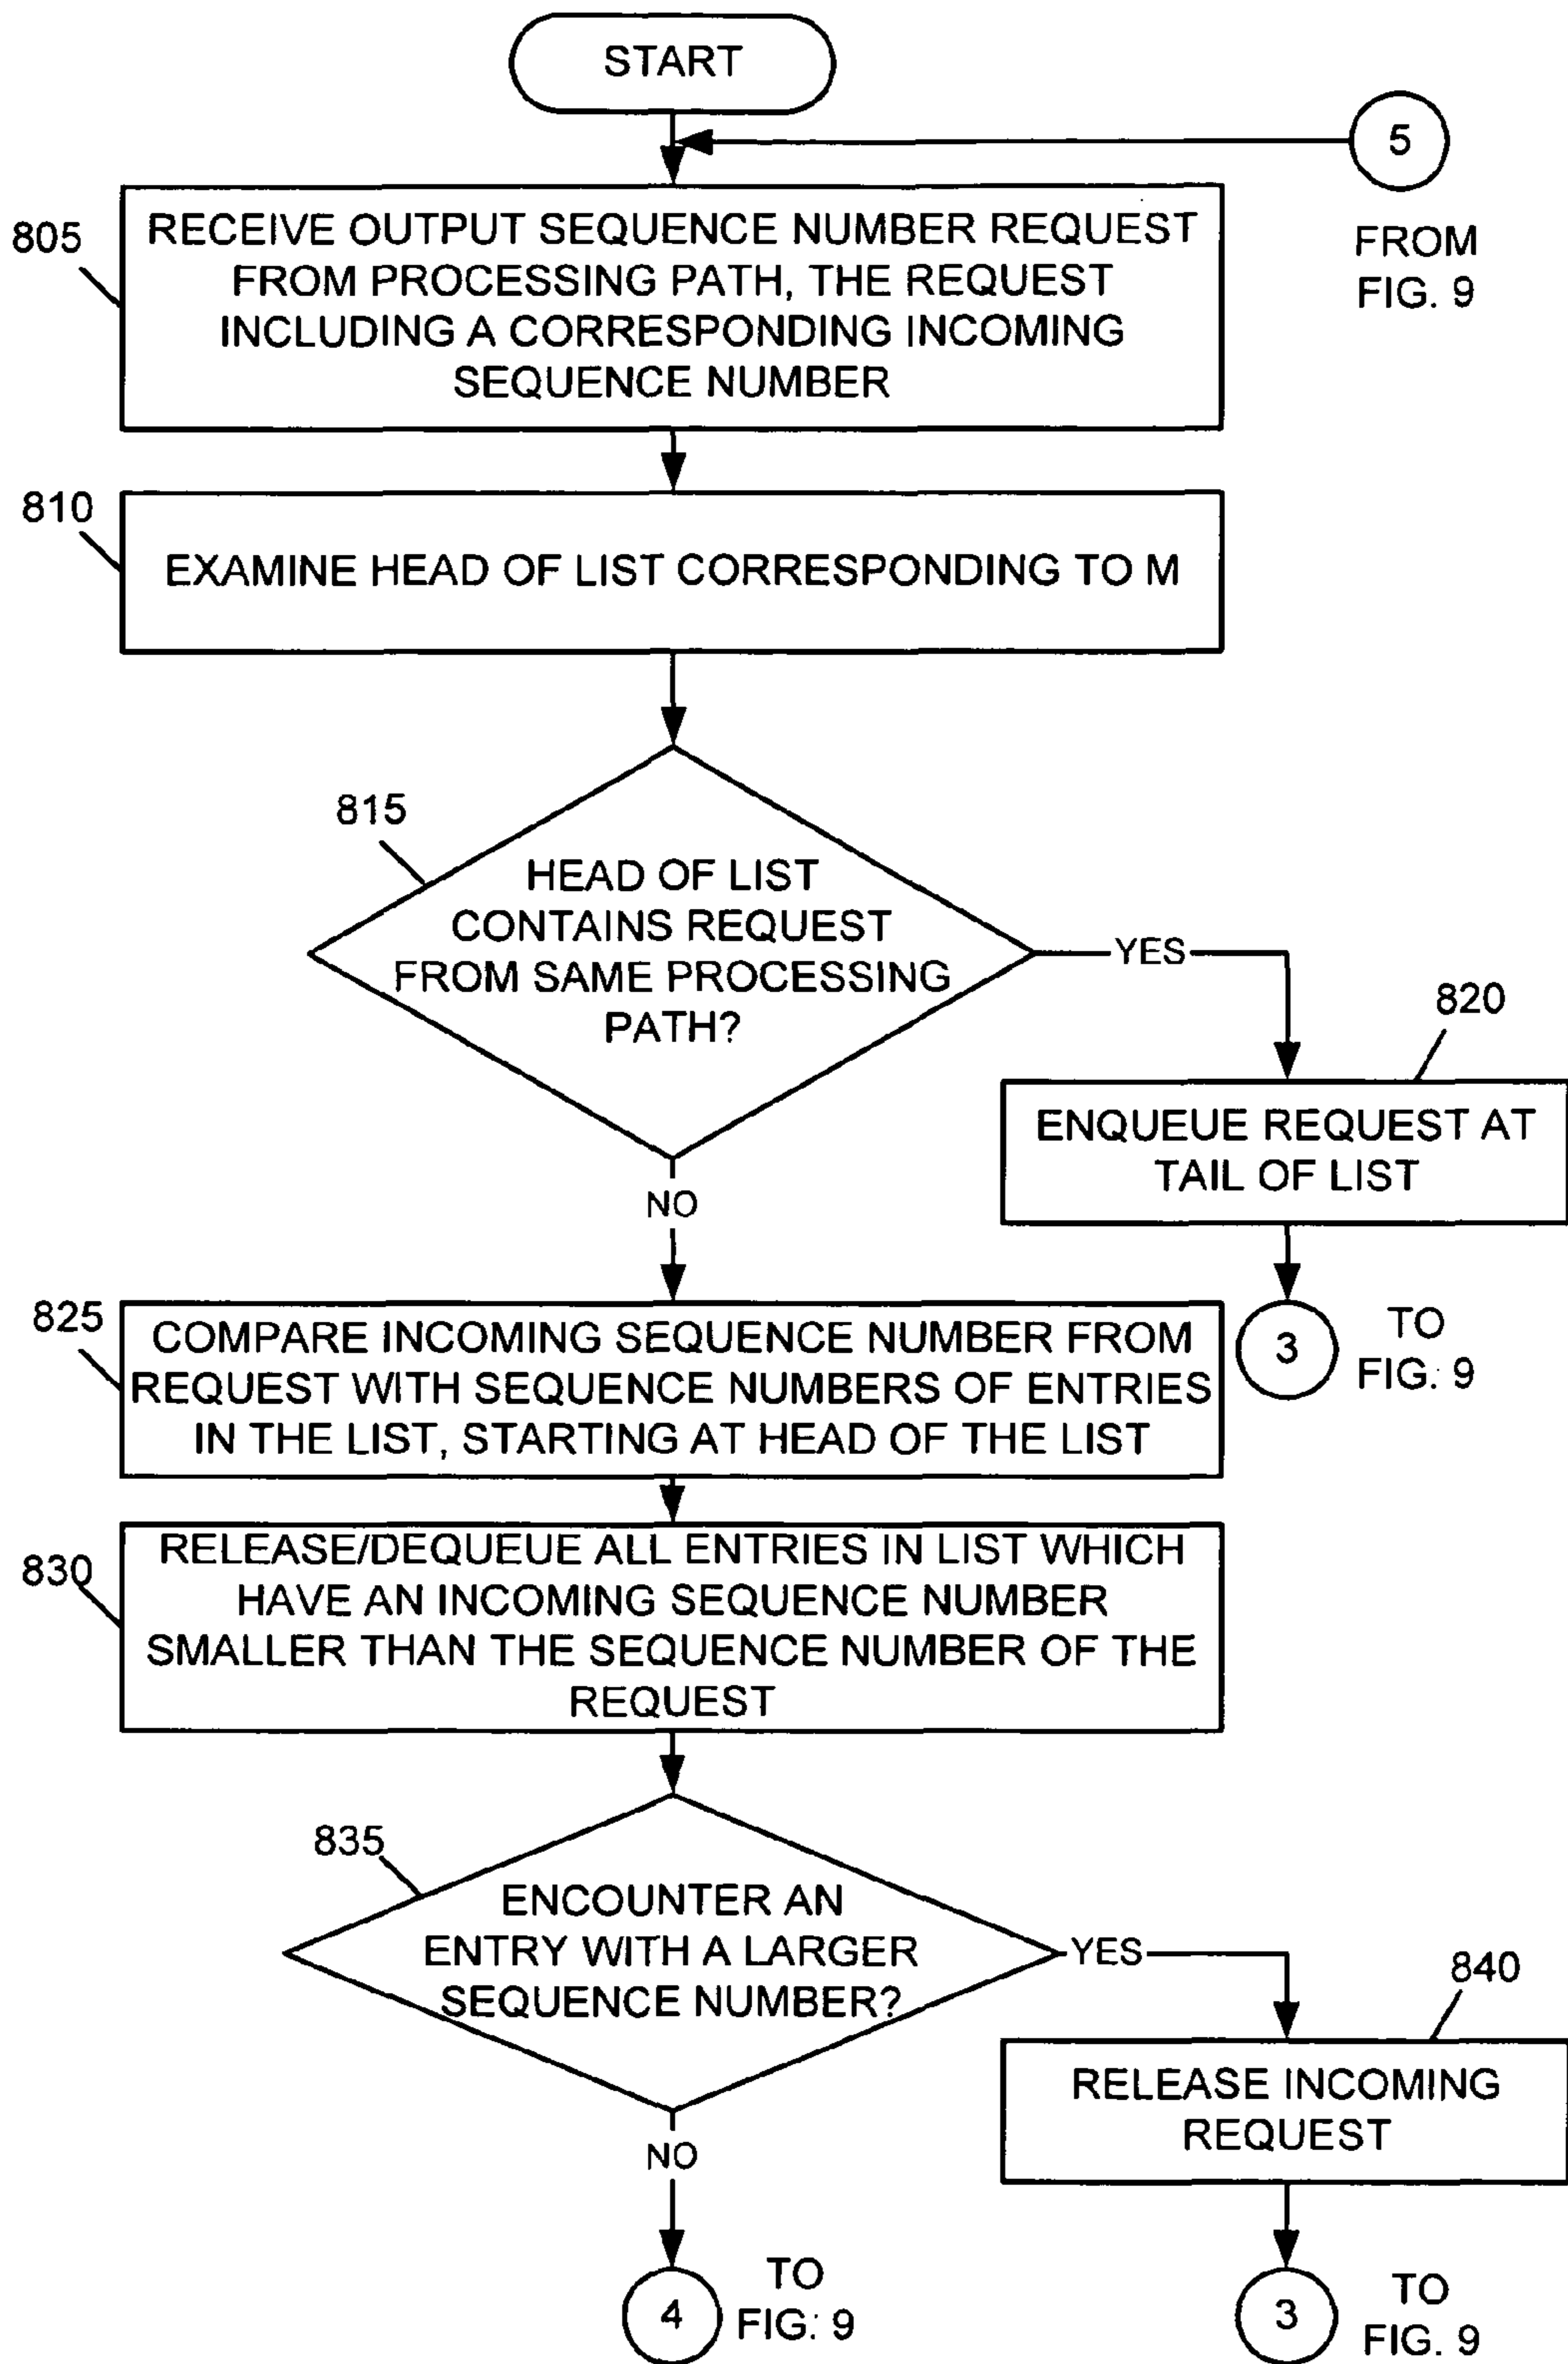 START
5
FROM
FIG. 9
805
RECEIVE OUTPUT SEQUENCE NUMBER REQUEST
FROM PROCESSING PATH, THE REQUEST
INCLUDING A CORRESPONDING INCOMING
SEQUENCE NUMBER
810
EXAMINE HEAD OF LIST CORRESPONDING TO M
815
HEAD OF LIST
CONTAINS REQUEST
FROM SAME PROCESSING
PATH?
YES
820
ENQUEUE REQUEST AT
TAIL OF LIST
NO
3
TO
FIG. 9
825
COMPARE INCOMING SEQUENCE NUMBER FROM
REQUEST WITH SEQUENCE NUMBERS OF ENTRIES
IN THE LIST, STARTING AT HEAD OF THE LIST
830
RELEASE/DEQUEUE ALL ENTRIES IN LIST WHICH
HAVE AN INCOMING SEQUENCE NUMBER
SMALLER THAN THE SEQUENCE NUMBER OF THE
REQUEST
835
ENCOUNTER AN
ENTRY WITH A LARGER
SEQUENCE NUMBER?
YES
840
RELEASE INCOMING
REQUEST
NO
4
TO
FIG. 9
3
TO
FIG. 9